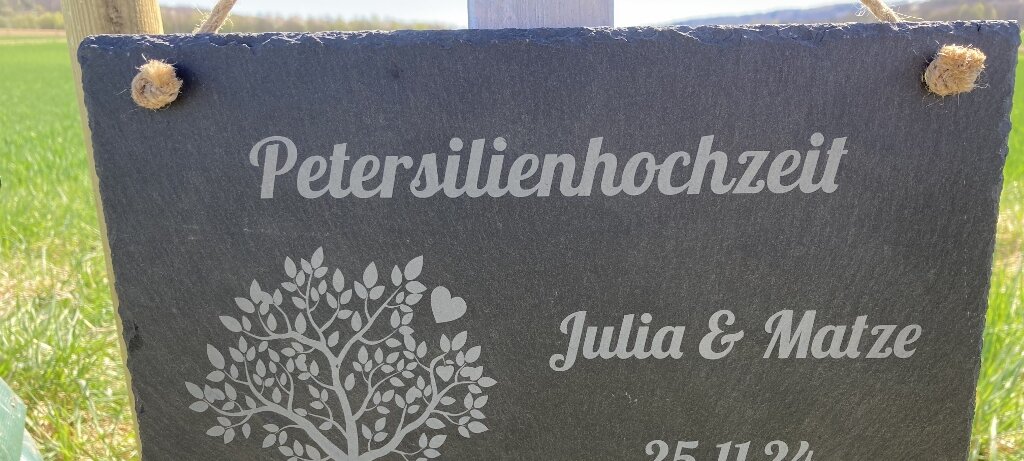 Petersilienhochzeit
Julia & Matze
25.11.24